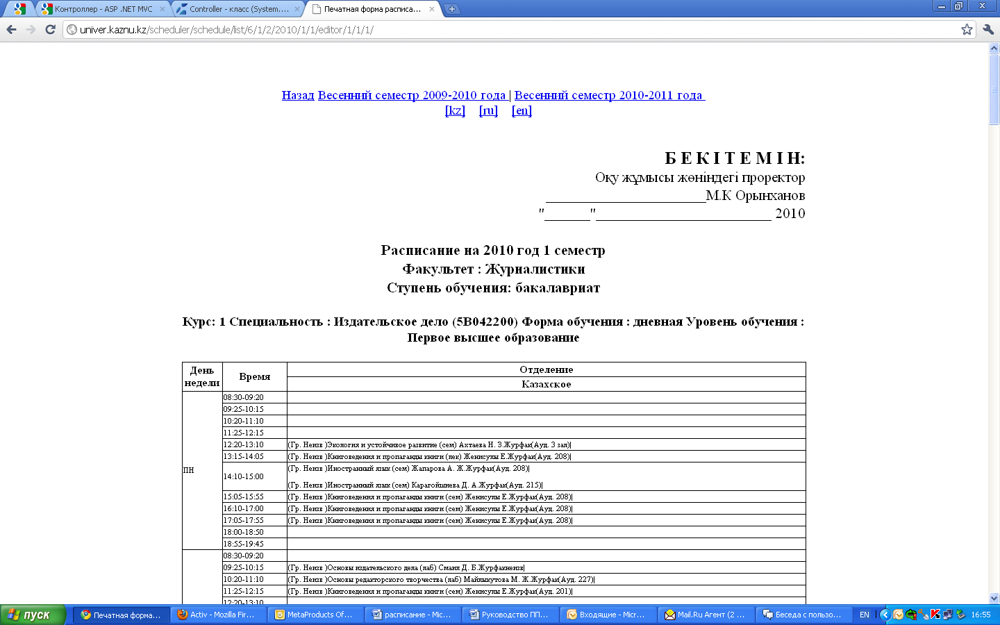 Контроллер - ASP .NET MVC
Controller - класс (System....
Печатная форма расписа...
univer.kaznu.kz/scheduler/schedule/list/6/1/2/2010/1/1/editor/1/1/1/
Назад Весенний семестр 2009-2010 года | Весенний семестр 2010-2011 года
[kz] [ru] [en]
Б Е К І Т Е М І Н:
Оқу жұмысы жөніндегі проректор
_____________________М.К Орынханов
"______"_______________________ 2010
Расписание на 2010 год 1 семестр
Факультет : Журналистики
Ступень обучения: бакалавриат
Курс: 1 Специальность : Издательское дело (5В042200) Форма обучения : дневная Уровень обучения :
Первое высшее образование
День недели Время Отделение
Казахское
ПН
08:30-09:20
09:25-10:15
10:20-11:10
11:25-12:15
12:20-13:10 (Гр. Неизв )Экология и устойчивое развитие (сем) Ахтаева Н. З.Журфак(Ауд. 3 зал)|
13:15-14:05 (Гр. Неизв )Книговедения и пропаганды книги (лек) Женисулы Е.Журфак(Ауд. 208)|
14:10-15:00 (Гр. Неизв )Иностранный язык (сем) Жапарова А. Ж.Журфак(Ауд. 208)|
(Гр. Неизв )Иностранный язык (сем) Карагойшиева Д. А.Журфак(Ауд. 215)|
15:05-15:55 (Гр. Неизв )Книговедения и пропаганды книги (сем) Женисулы Е.Журфак(Ауд. 208)|
16:10-17:00 (Гр. Неизв )Книговедения и пропаганды книги (сем) Женисулы Е.Журфак(Ауд. 208)|
17:05-17:55 (Гр. Неизв )Книговедения и пропаганды книги (сем) Женисулы Е.Журфак(Ауд. 208)|
18:00-18:50
18:55-19:45
08:30-09:20
09:25-10:15 (Гр. Неизв )Основы издательского дела (лаб) Смаил Д. Б.Журфакнеизв|
10:20-11:10 (Гр. Неизв )Основы редакторского творчества (лаб) Майлыкутова М. Ж.Журфак(Ауд. 227)|
11:25-12:15 (Гр. Неизв )Книговедения и пропаганды книги (сем) Женисулы Е.Журфак(Ауд. 201)|
12:20-13:10
пуск
Печатная форма...
Activ - Mozilla Fir...
MetaProducts Of...
расписание - Mic...
Руководство ПП...
Входящие - Micr...
Mail.Ru Агент (2 ...
Беседа с пользо...
EN
16:55